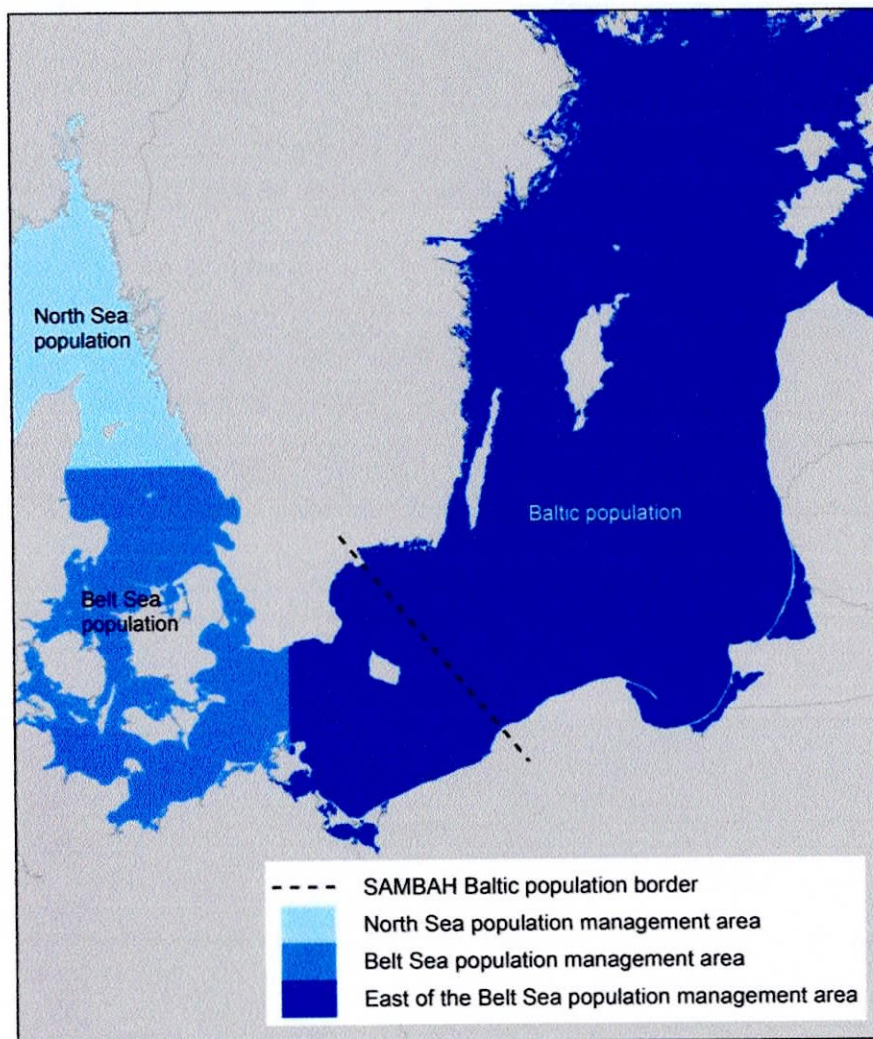 North Sea
population
Baltic population
Belt Sea
population
SAMBAH Baltic population border
North Sea population management area
Belt Sea population management area
East of the Belt Sea population management area